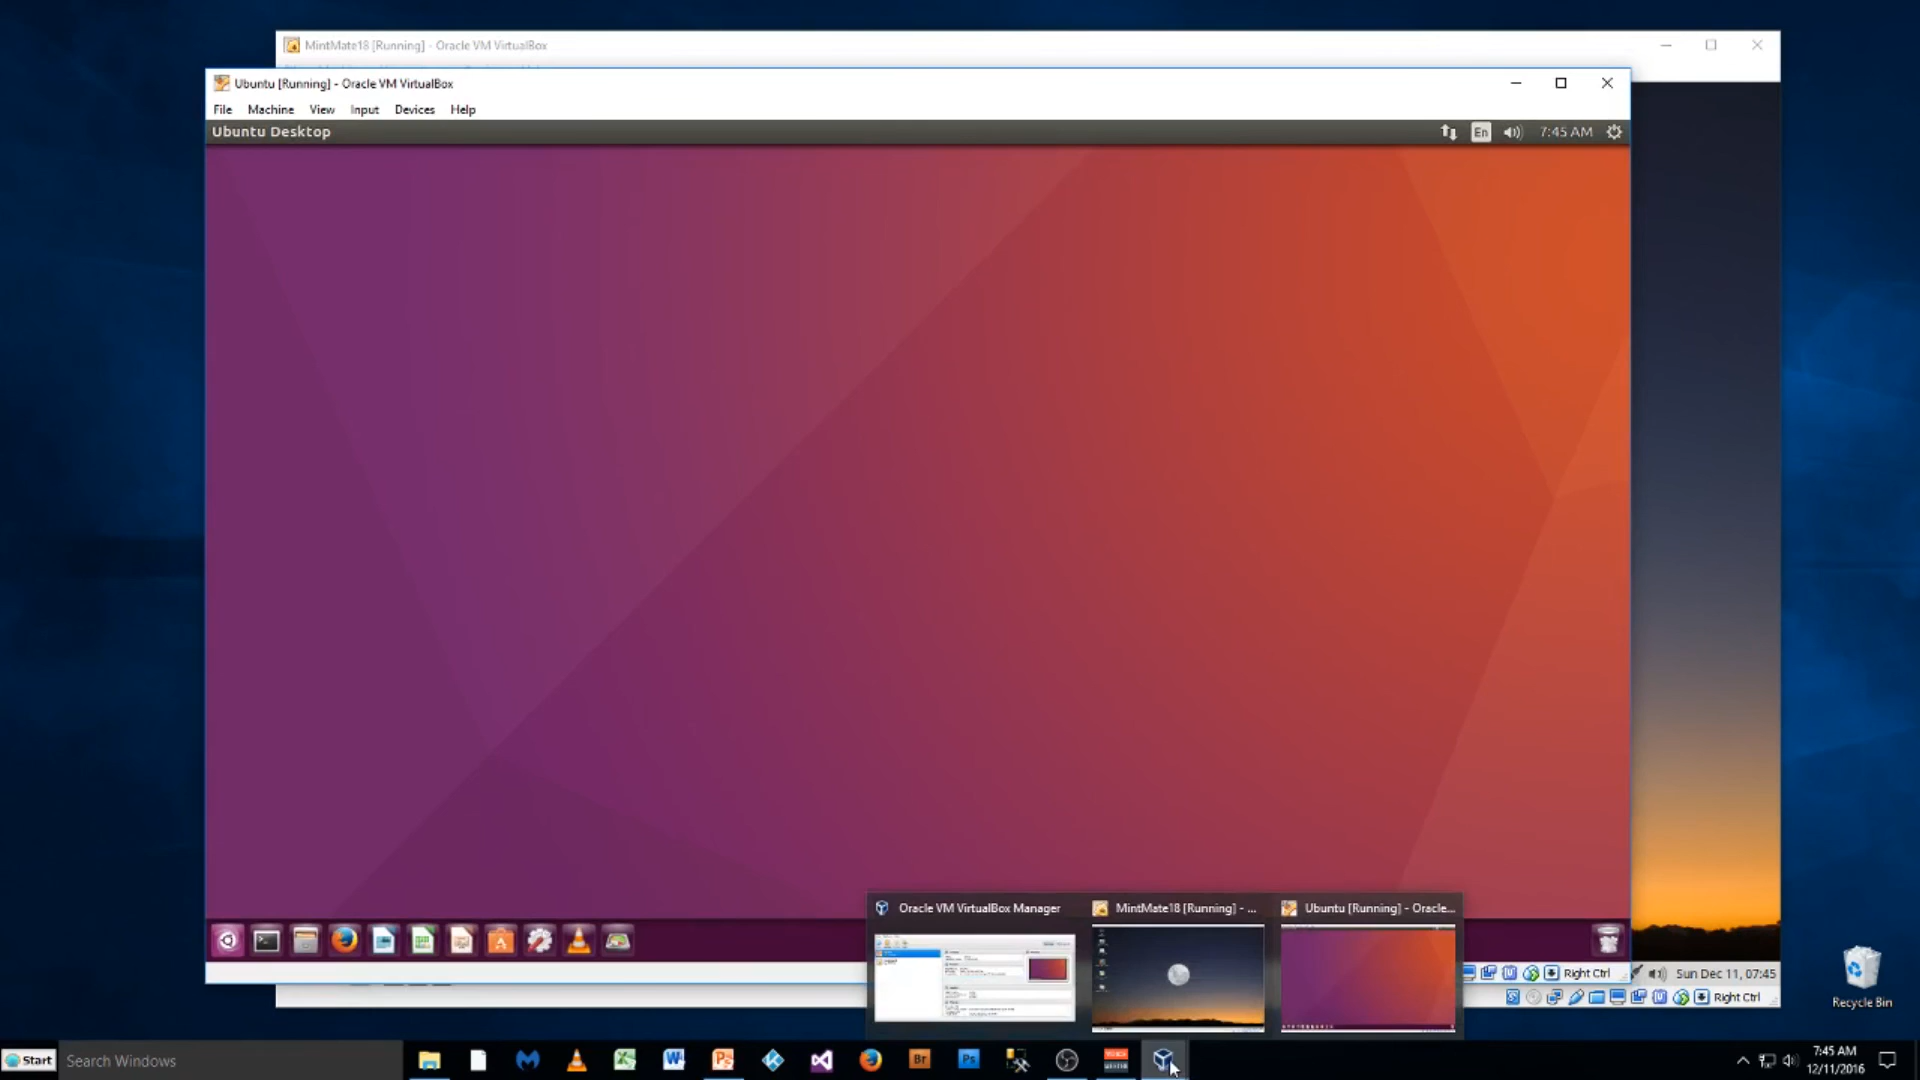 MintMate18 [Running] - Oracle VM VirtualBox
Ubuntu [Running] - Oracle VM VirtualBox
File Machine View Input Devices Help
Ubuntu Desktop
En 7:45 AM
Oracle VM VirtualBox Manager
MintMate18 [Running] - ...
Ubuntu [Running] - Oracle...
Right Ctrl
Sun Dec 11, 07:45
Right Ctrl
Recycle Bin
Start
Search Windows
Br
Ps
7:45 AM
12/11/2016